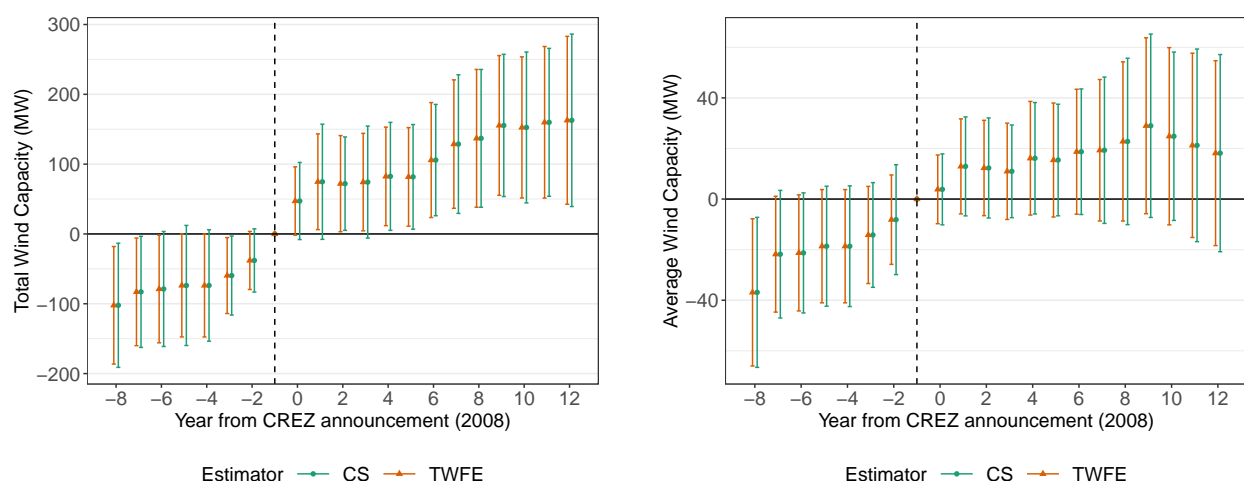 Total Wind Capacity (MW)
300
200
100
0
−100
−200
−8 −6 −4 −2 0 2 4 6 8 10 12
Year from CREZ announcement (2008)
Estimator CS TWFE
Average Wind Capacity (MW)
40
0
−40
−8 −6 −4 −2 0 2 4 6 8 10 12
Year from CREZ announcement (2008)
Estimator CS TWFE